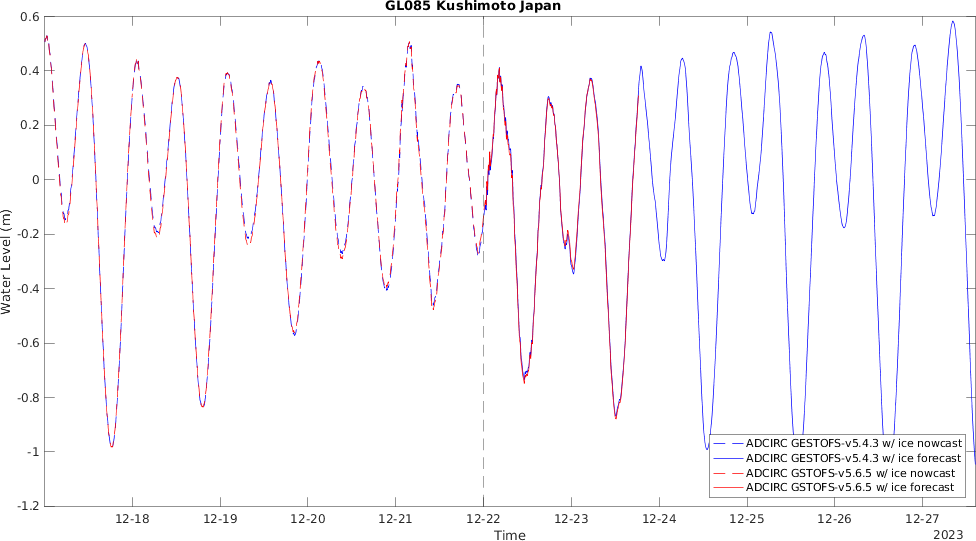 GL085 Kushimoto Japan
0.6
0.4
0.2
0
-0.2
-0.4
-0.6
-0.8
-1
-1.2
Water Level (m)
ADCIRC GESTOFS-v5.4.3 w/ ice nowcast
ADCIRC GESTOFS-v5.4.3 w/ ice forecast
ADCIRC GSTOFS-v5.6.5 w/ ice nowcast
ADCIRC GSTOFS-v5.6.5 w/ ice forecast
12-18 12-19 12-20 12-21 12-22 12-23 12-24 12-25 12-26 12-27
Time
2023